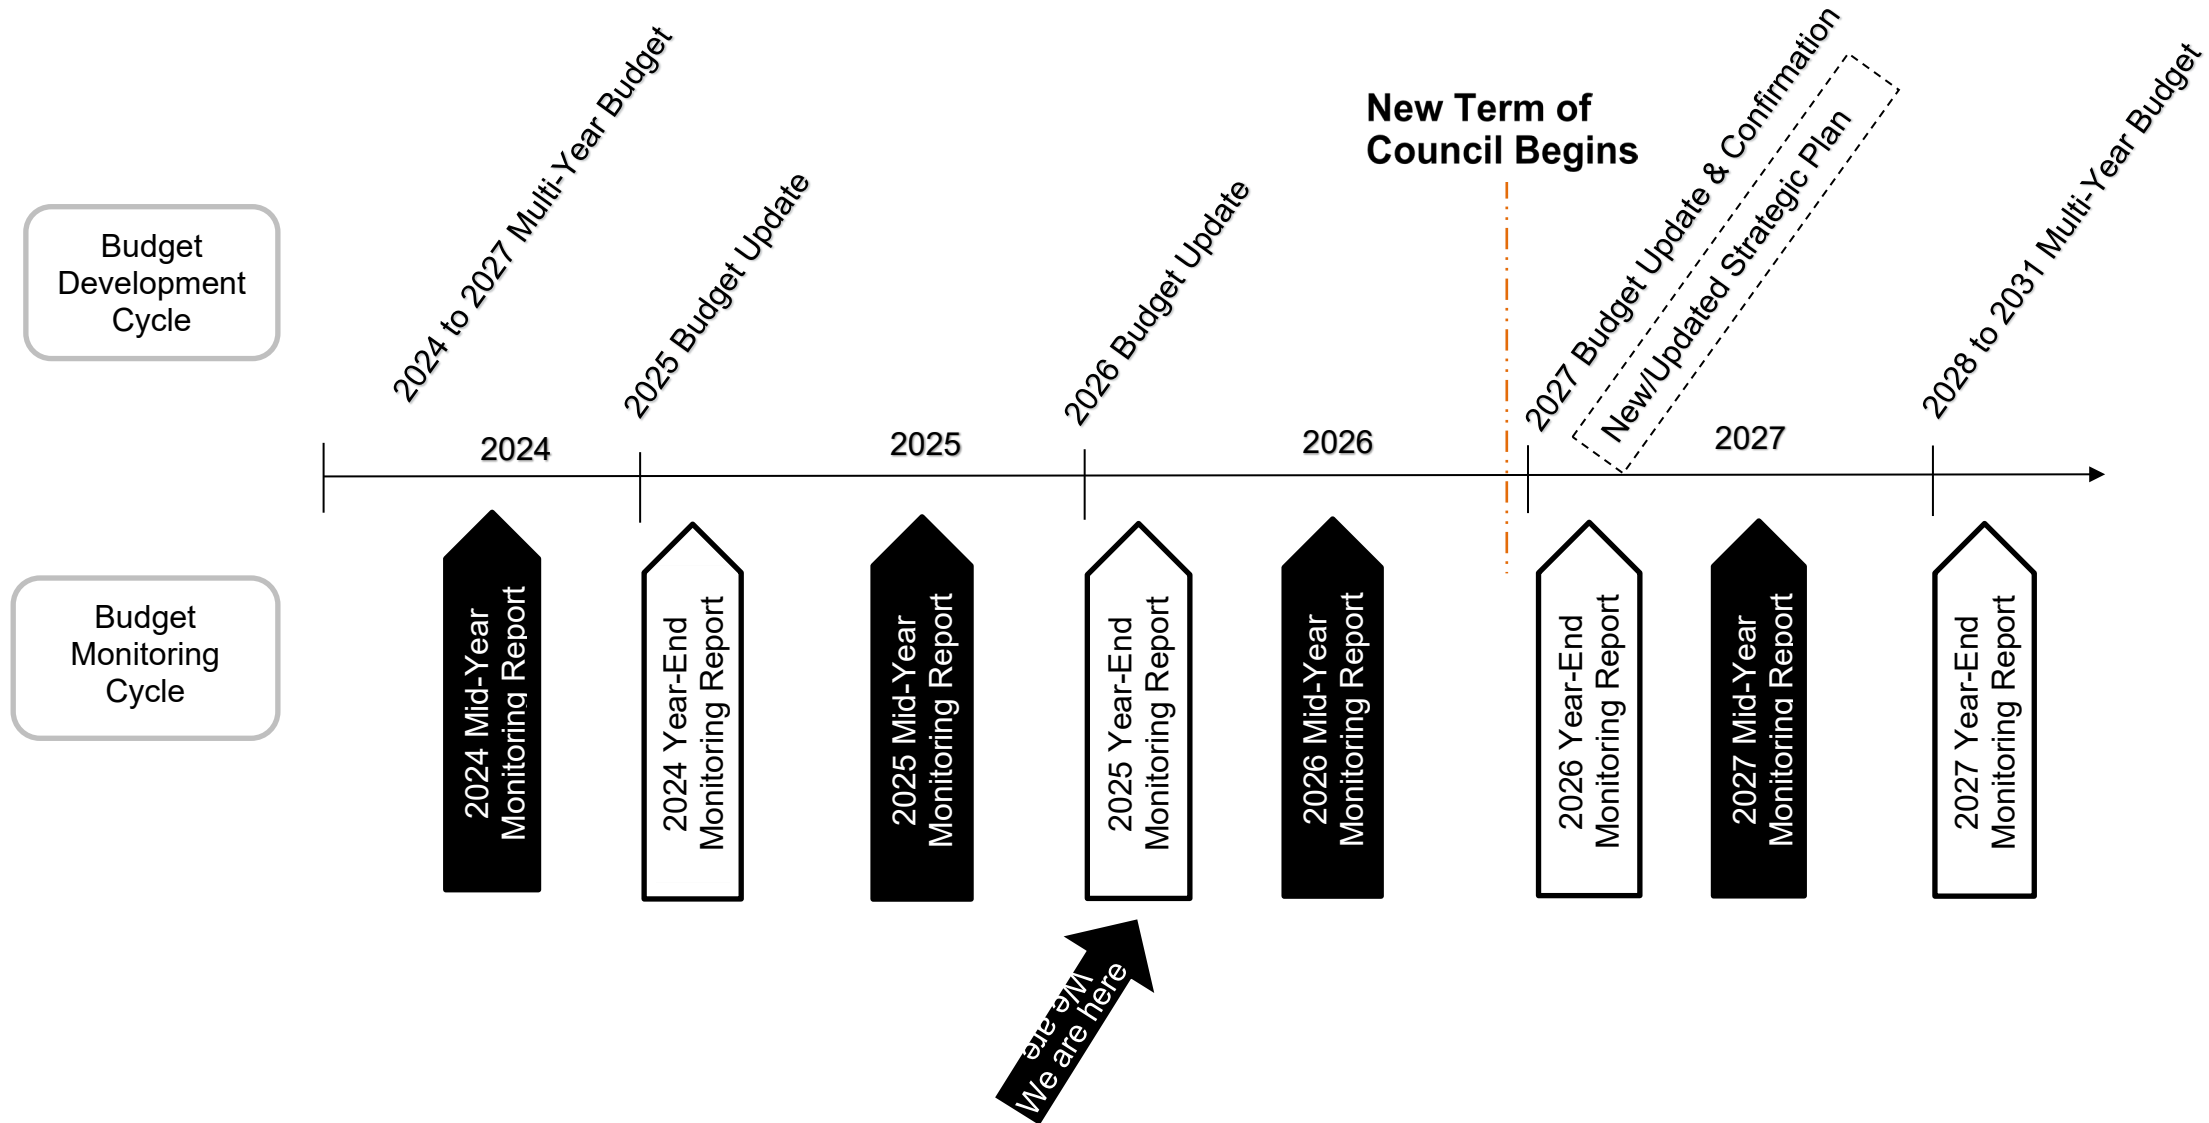 2024 to 2027 Multi-Year Budget
2025 Budget Update
2026 Budget Update
New Term of
Council Begins
2027 Budget Update & Confirmation
New/Updated Strategic Plan
2028 to 2031 Multi-Year Budget
Budget
Development
Cycle
2024
2025
2026
2027
Budget
Monitoring
Cycle
2024 Mid-Year
Monitoring Report
2024 Year-End
Monitoring Report
2025 Mid-Year
Monitoring Report
2025 Year-End
Monitoring Report
2026 Mid-Year
Monitoring Report
2026 Year-End
Monitoring Report
2027 Mid-Year
Monitoring Report
2027 Year-End
Monitoring Report
We are
We are here